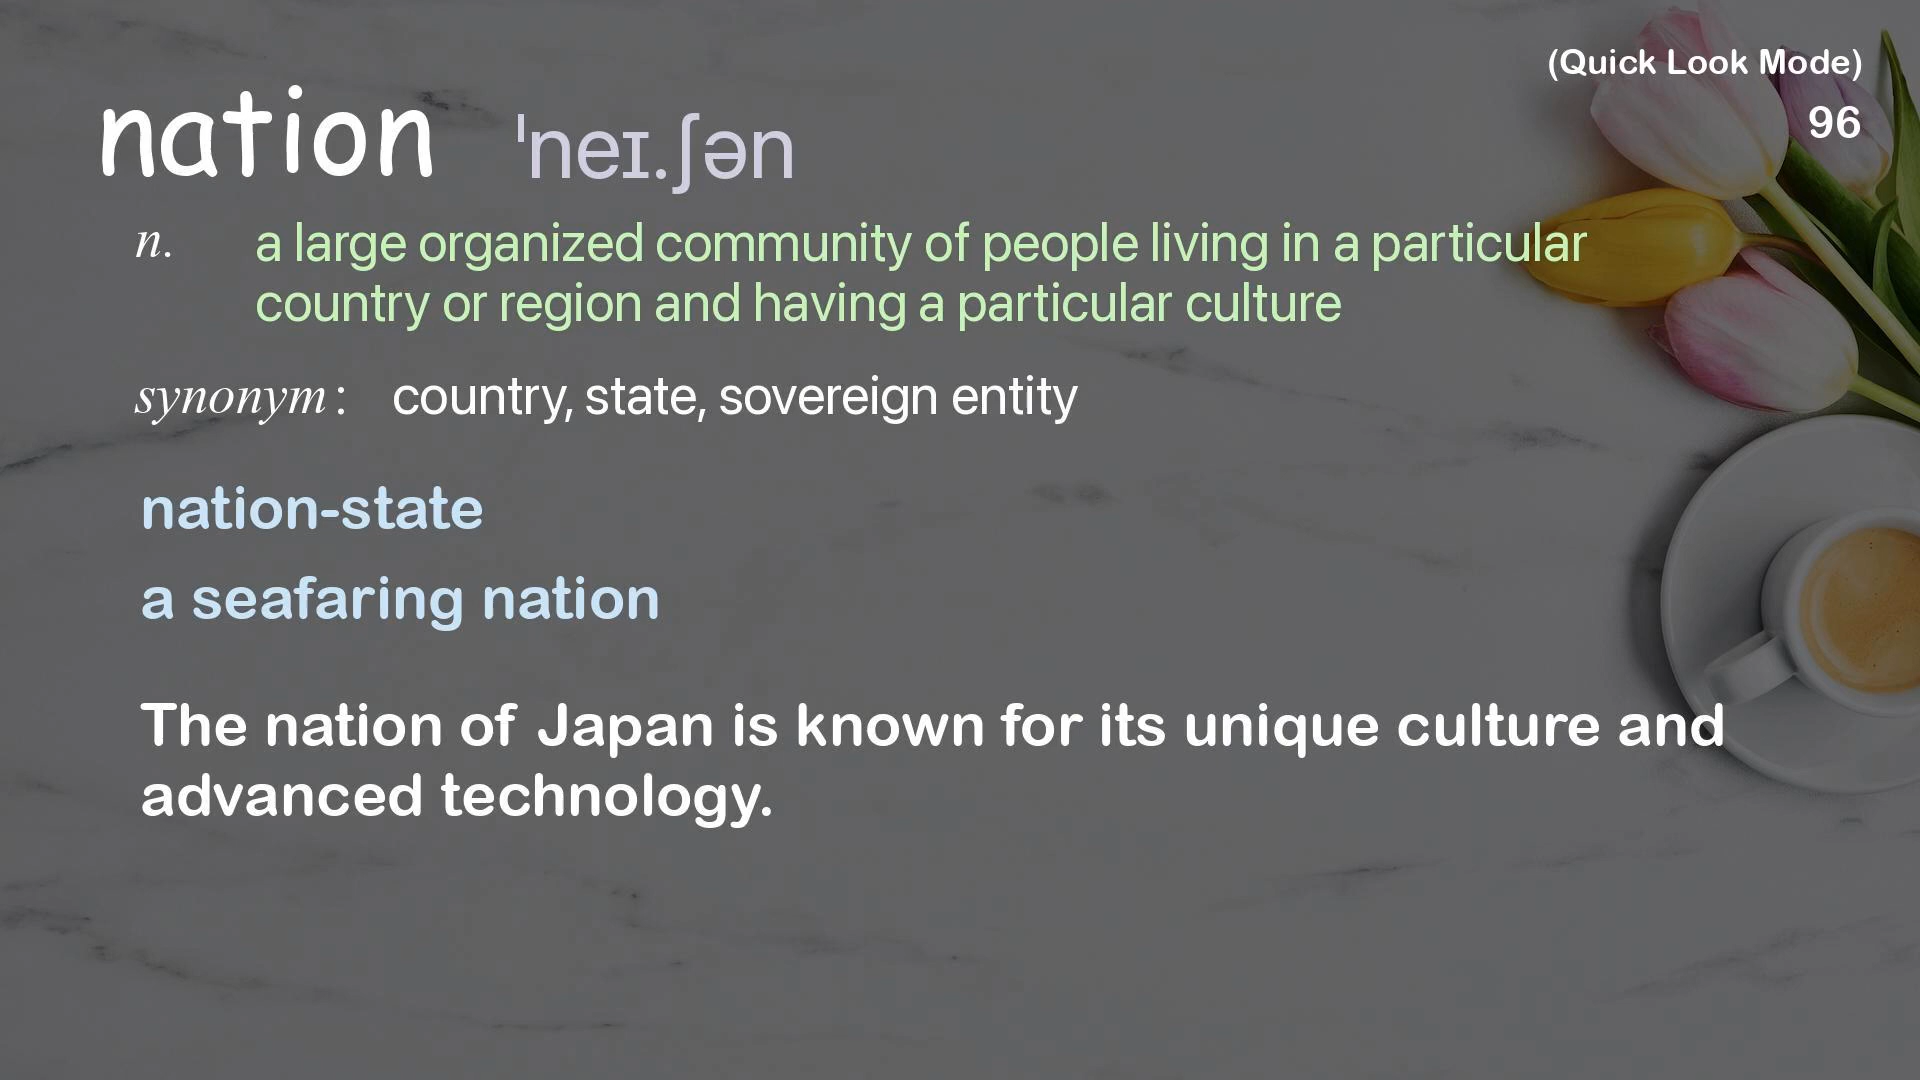 (Quick Look Mode)
96
nation ˈneɪ.ʃən
n. a large organized community of people living in a particular
country or region and having a particular culture
synonym: country, state, sovereign entity
nation-state
a seafaring nation
The nation of Japan is known for its unique culture and
advanced technology.